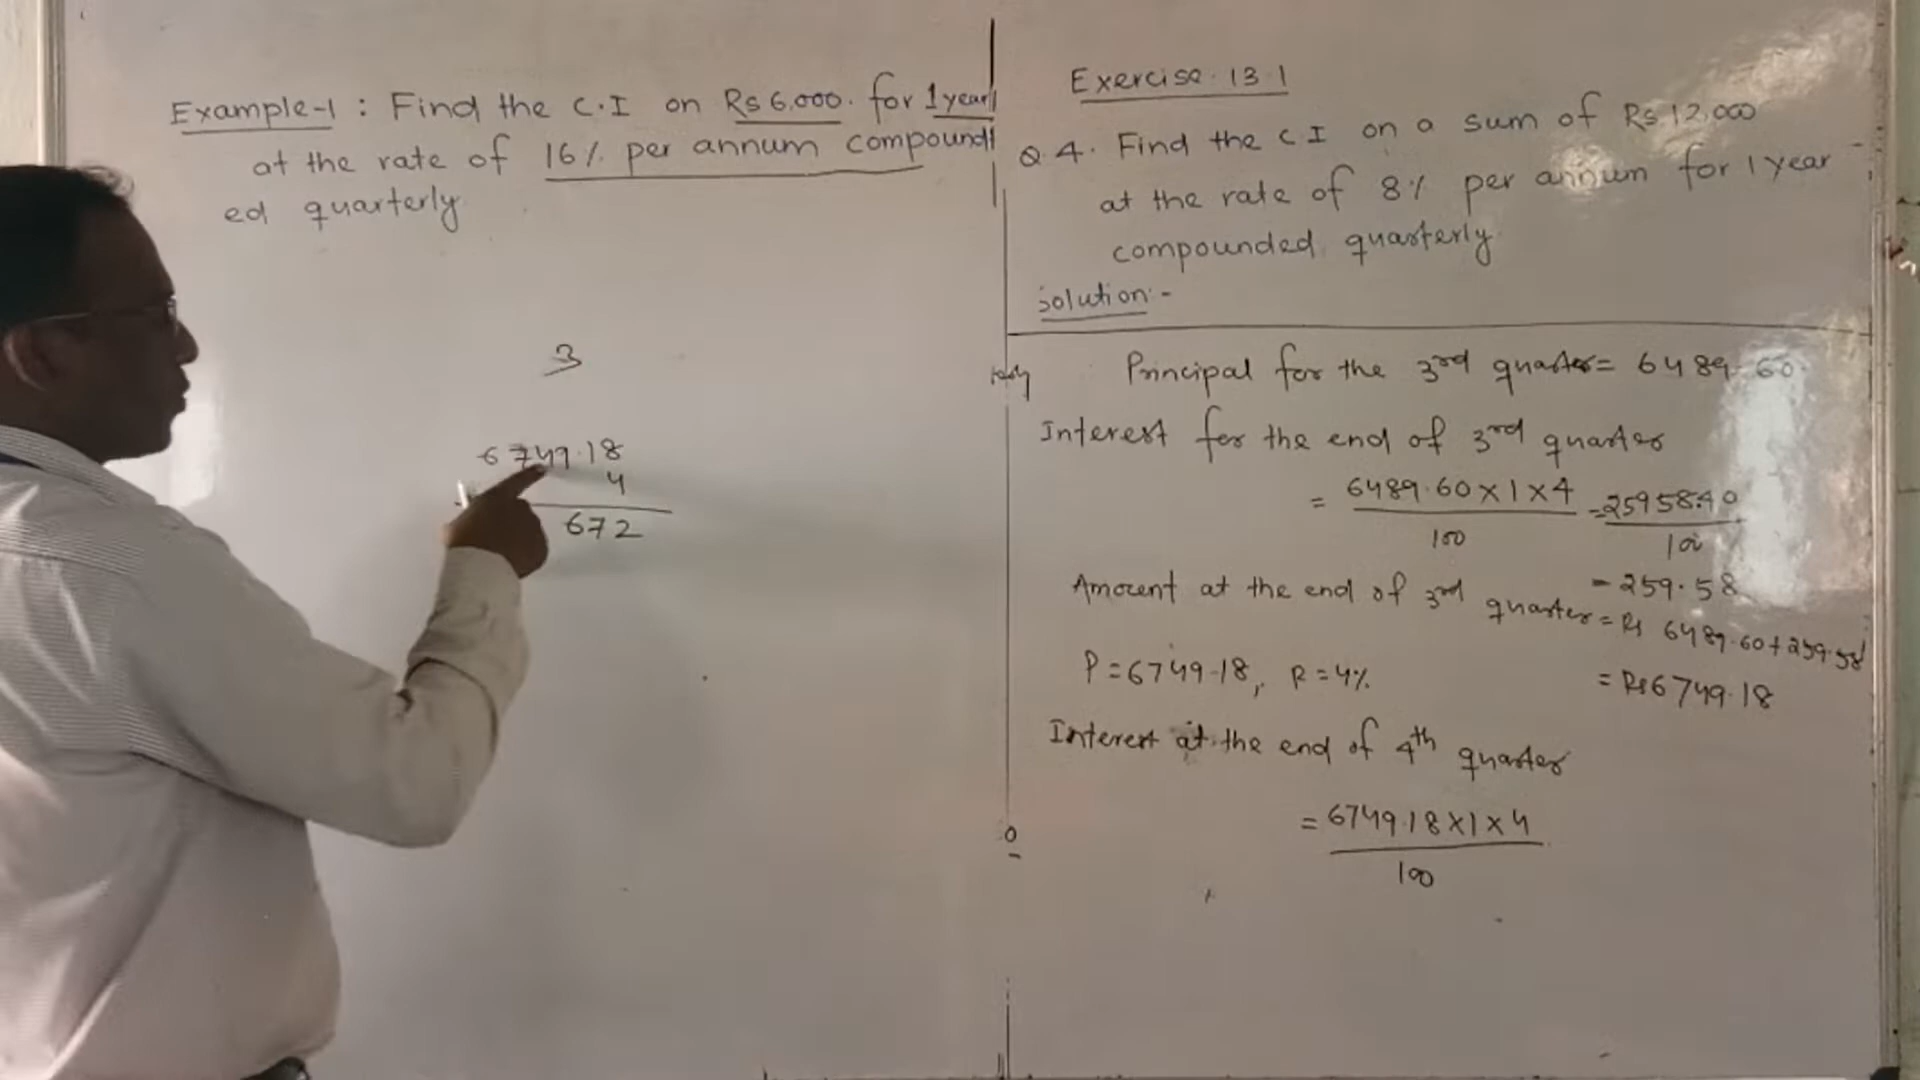 Example-1 : Find the C.I on Rs 6,000. for 1 year
at the rate of 16% per annum compound
ed quarterly
3
6749.18
4
672
Exercise 13.1
Q.4. Find the C I on a sum of Rs 12,000
at the rate of 8% per annum for 1 year
compounded quarterly
Solution:-
Principal for the 3rd quarter = 6489.60
Interest for the end of 3rd quarter
= 6489.60 x 1 x 4 = 25958.40
100 100
= 259.58
Amount at the end of 3rd quarter = Rs 6489.60 + 259.58
P = 6749.18, R = 4% = Rs 6749.18
Interest at the end of 4th quarter
= 6749.18 x 1 x 4
100